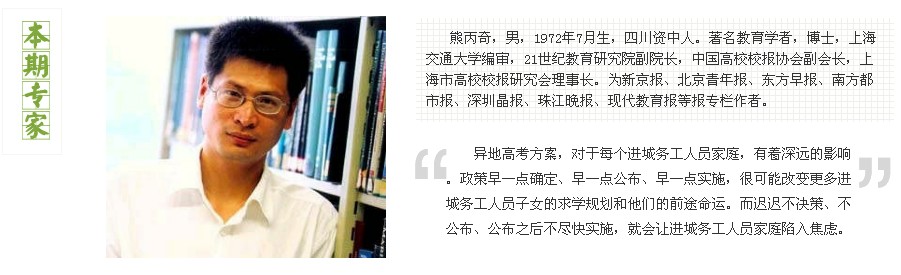 本期专家
熊丙奇，男，1972年7月生，四川资中人。著名教育学者，博士，上海
交通大学编审，21世纪教育研究院副院长，中国高校校报协会副会长，上
海市高校校报研究会理事长。为新京报、北京青年报、东方早报、南方都
市报、深圳晶报、珠江晚报、现代教育报等报专栏作者。
“ 异地高考方案，对于每个进城务工人员家庭，有着深远的影响 ”
。政策早一点确定、早一点公布、早一点实施，很可能改变更多进
城务工人员子女的求学规划和他们的前途命运。而迟迟不决策、不
公布、公布之后不尽快实施，就会让进城务工人员家庭陷入焦虑。